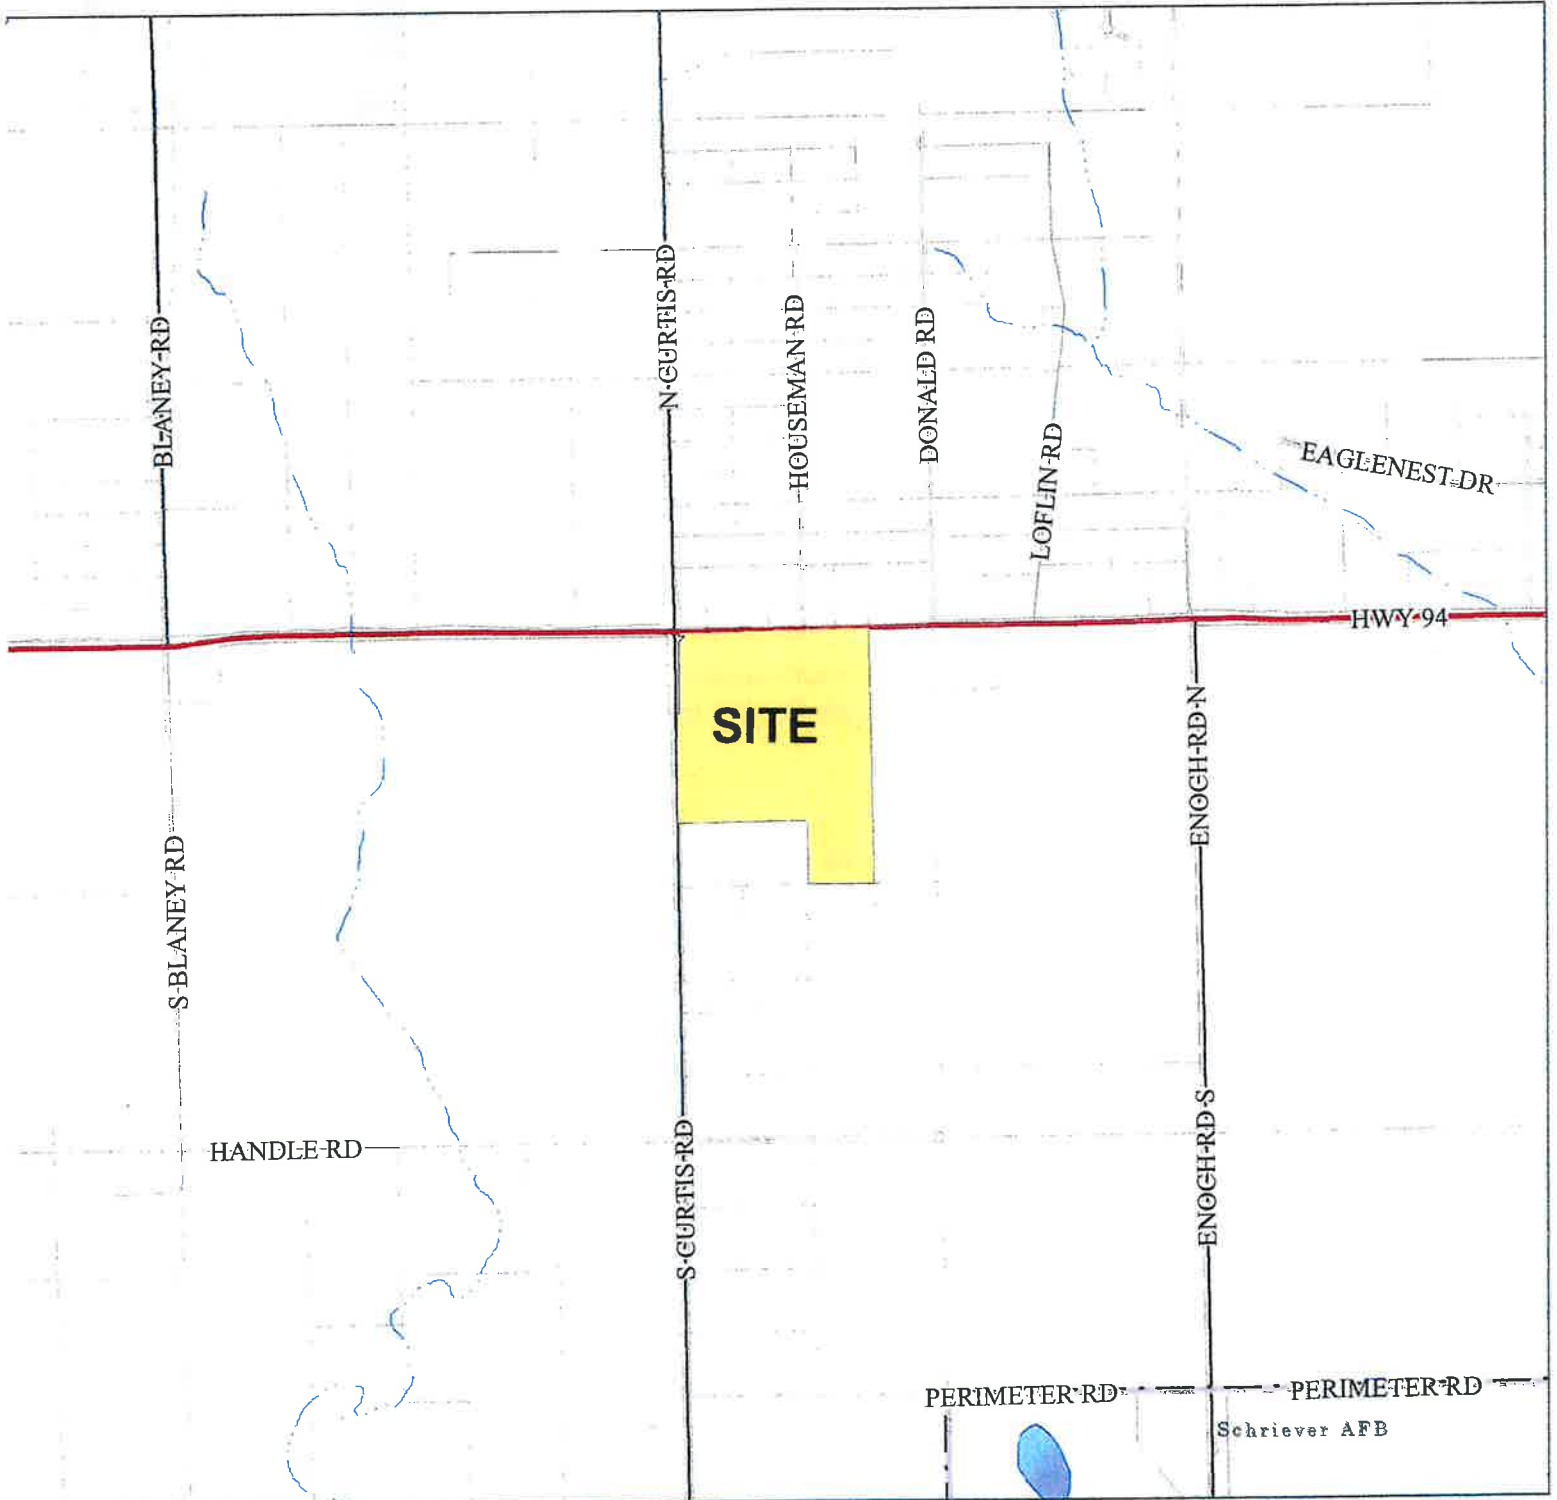 BLANEY RD
N CURTIS RD
HOUSEMAN RD
DONALD RD
LOFLIN RD
EAGLENEST DR
HWY 94
SITE
ENOCH RD N
S BLANEY RD
HANDLE RD
S CURTIS RD
ENOCH RD S
PERIMETER RD
PERIMETER RD
Schriever AFB